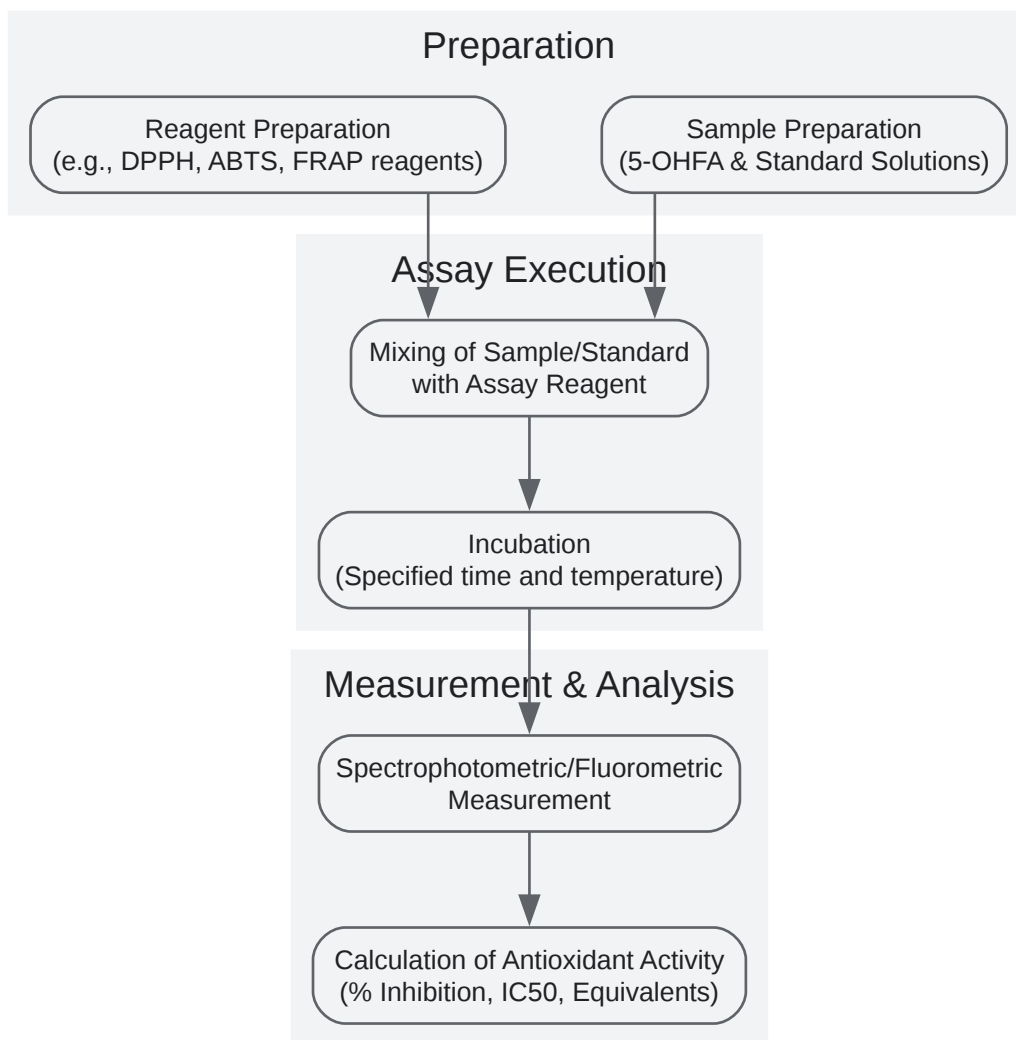 Preparation
Reagent Preparation
(e.g., DPPH, ABTS, FRAP reagents)
Sample Preparation
(5-OHFA & Standard Solutions)
Assay Execution
Mixing of Sample/Standard
with Assay Reagent
Incubation
(Specified time and temperature)
Measurement & Analysis
Spectrophotometric/Fluorometric
Measurement
Calculation of Antioxidant Activity
(% Inhibition, IC50, Equivalents)